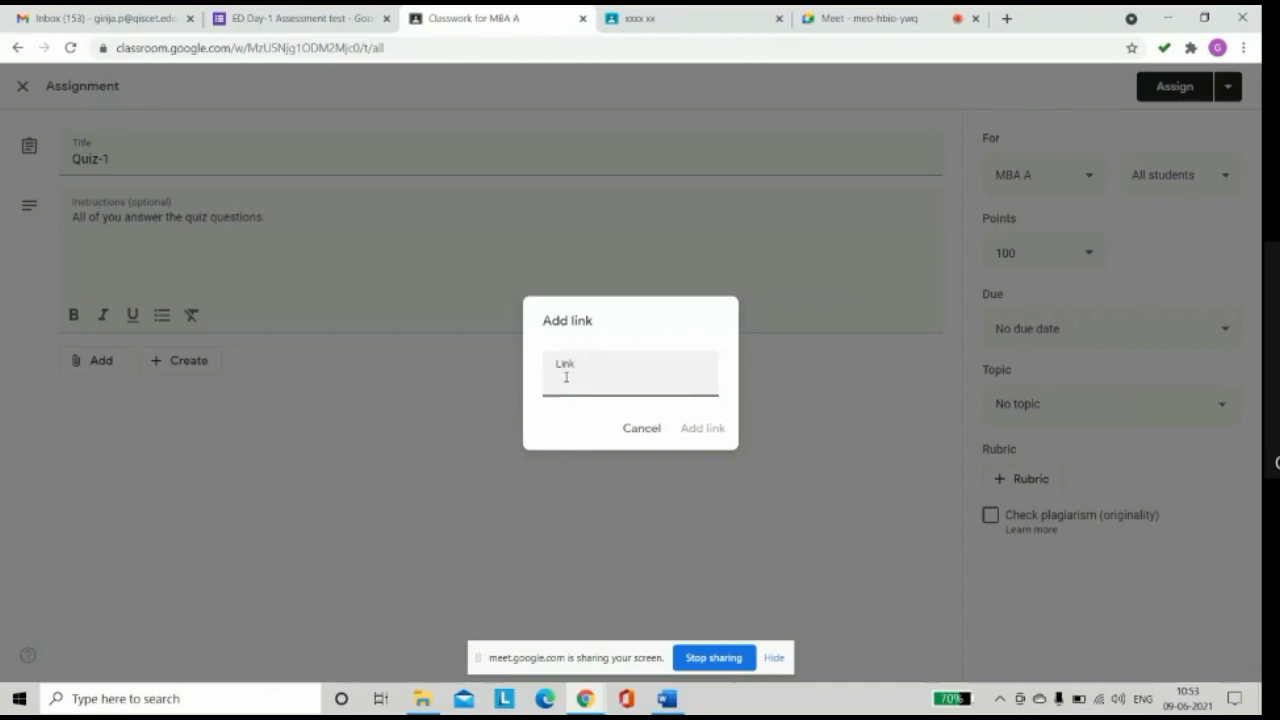 Inbox (153) - girija.p@qiscet.edu
ED Day-1 Assessment test - Goo
Classwork for MBA A
xxxx xx
Meet - meo-hbio-ywq
classroom.google.com/w/MzU5Njg1ODM2Mjc0/t/all
G
Assignment
Assign
Title
Quiz-1
Instructions (optional)
All of you answer the quiz questions.
B I U
Add
+ Create
For
MBA A
All students
Points
100
Due
No due date
Topic
No topic
Rubric
+ Rubric
Check plagiarism (originality)
Learn more
Add link
Link
Cancel
Add link
meet.google.com is sharing your screen.
Stop sharing
Hide
Type here to search
70%
ENG
10:53
09-06-2021